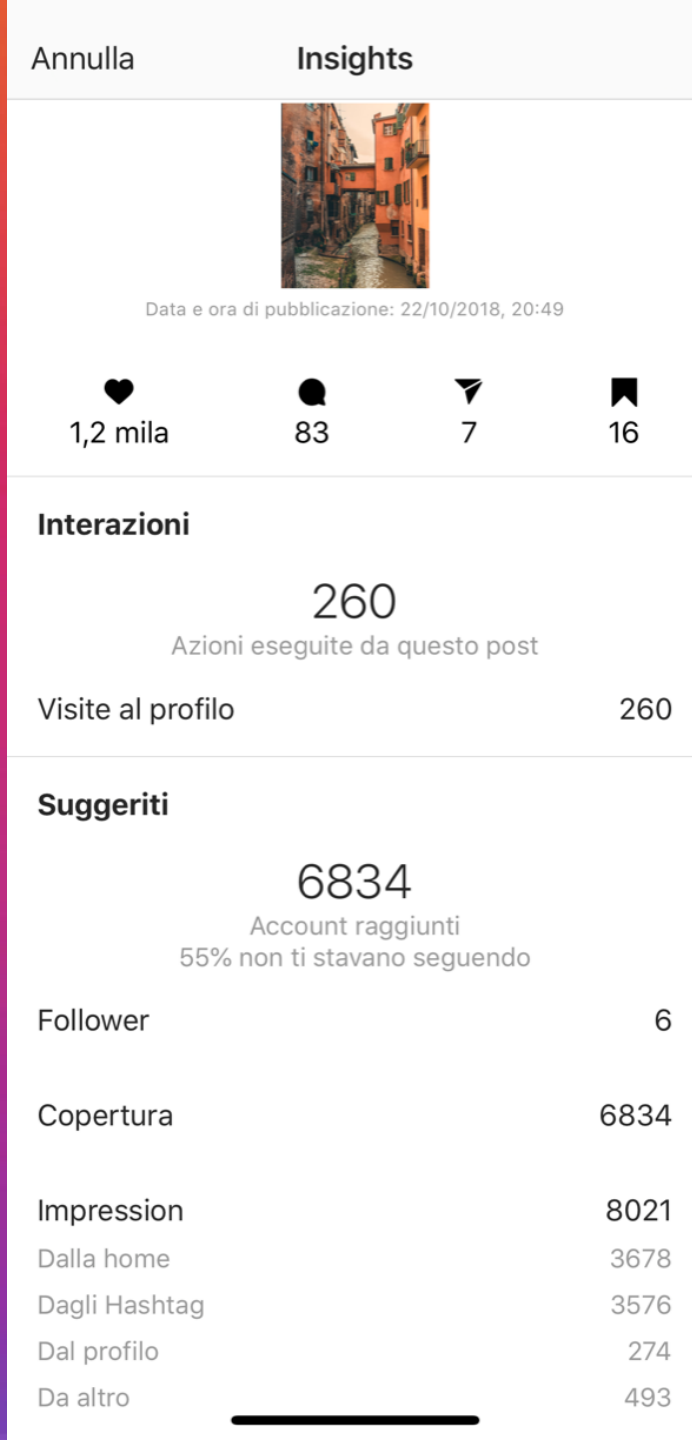 Annulla
Insights
Data e ora di pubblicazione: 22/10/2018, 20:49
1,2 mila
83
7
16
Interazioni
260
Azioni eseguite da questo post
Visite al profilo 260
Suggeriti
6834
Account raggiunti
55% non ti stavano seguendo
Follower 6
Copertura 6834
Impression 8021
Dalla home 3678
Dagli Hashtag 3576
Dal profilo 274
Da altro 493